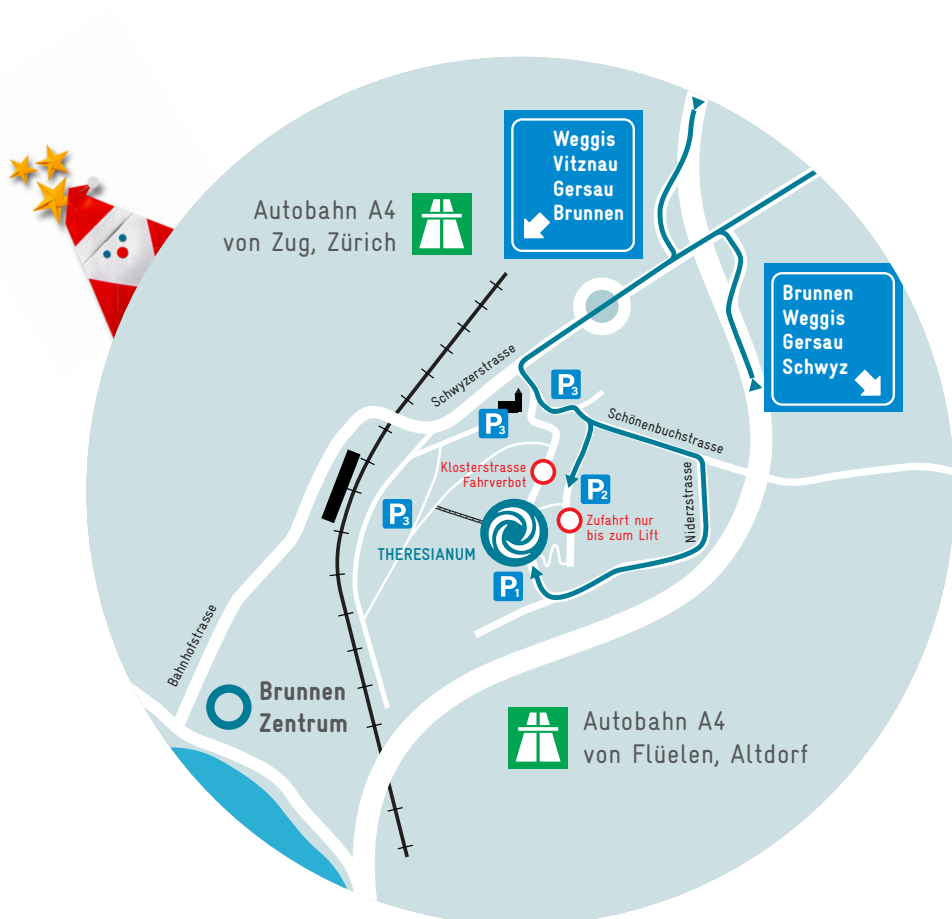 Weggis
Vitznau
Gersau
Brunnen
Autobahn A4
von Zug, Zürich
Brunnen
Weggis
Gersau
Schwyz
Schwyzerstrasse
P3
P3
Schönenbuchstrasse
Klosterstrasse
Fahrverbot
P2
P3
Zufahrt nur
bis zum Lift
Niderzstrasse
THERESIANUM
P1
Bahnhofstrasse
Brunnen
Zentrum
Autobahn A4
von Flüelen, Altdorf